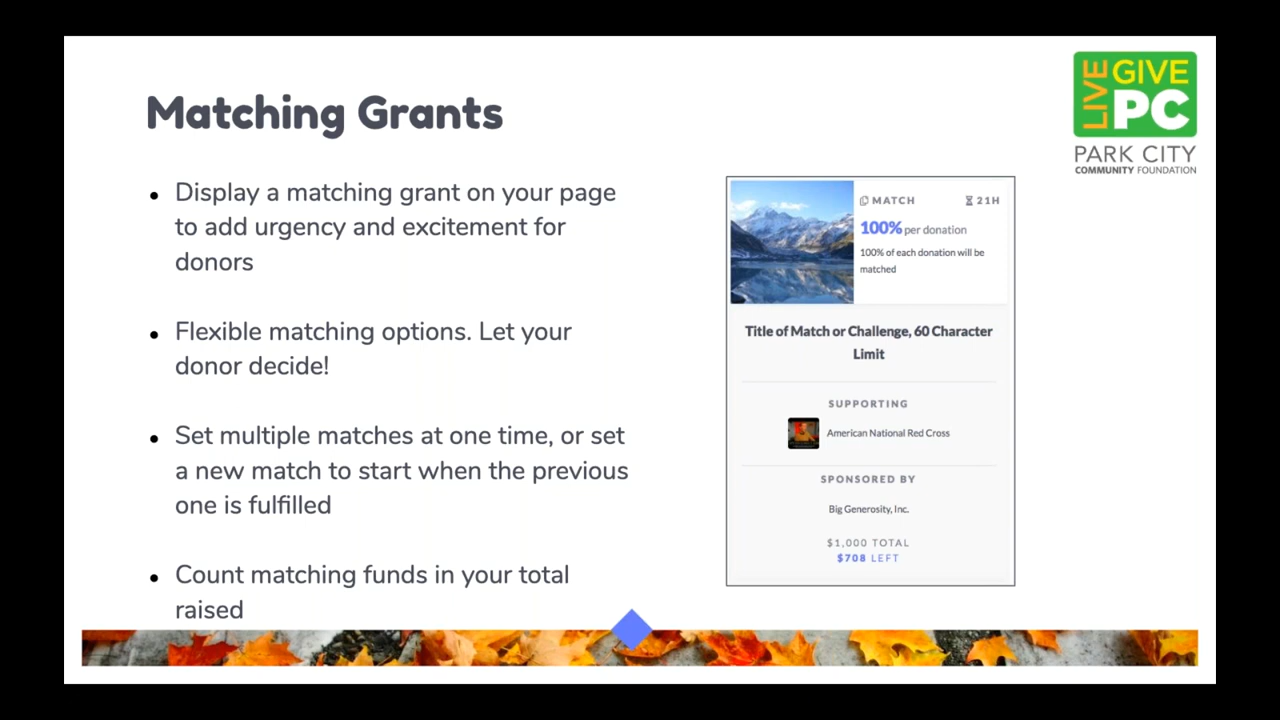 Matching Grants
LIVE
GIVE
PC
PARK CITY
COMMUNITY FOUNDATION
• Display a matching grant on your page
to add urgency and excitement for
donors
• Flexible matching options. Let your
donor decide!
• Set multiple matches at one time, or set
a new match to start when the previous
one is fulfilled
• Count matching funds in your total
raised
MATCH 21H
100% per donation
100% of each donation will be
matched
Title of Match or Challenge, 60 Character
Limit
SUPPORTING
American National Red Cross
SPONSORED BY
Big Generosity, Inc.
$1,000 TOTAL
$708 LEFT